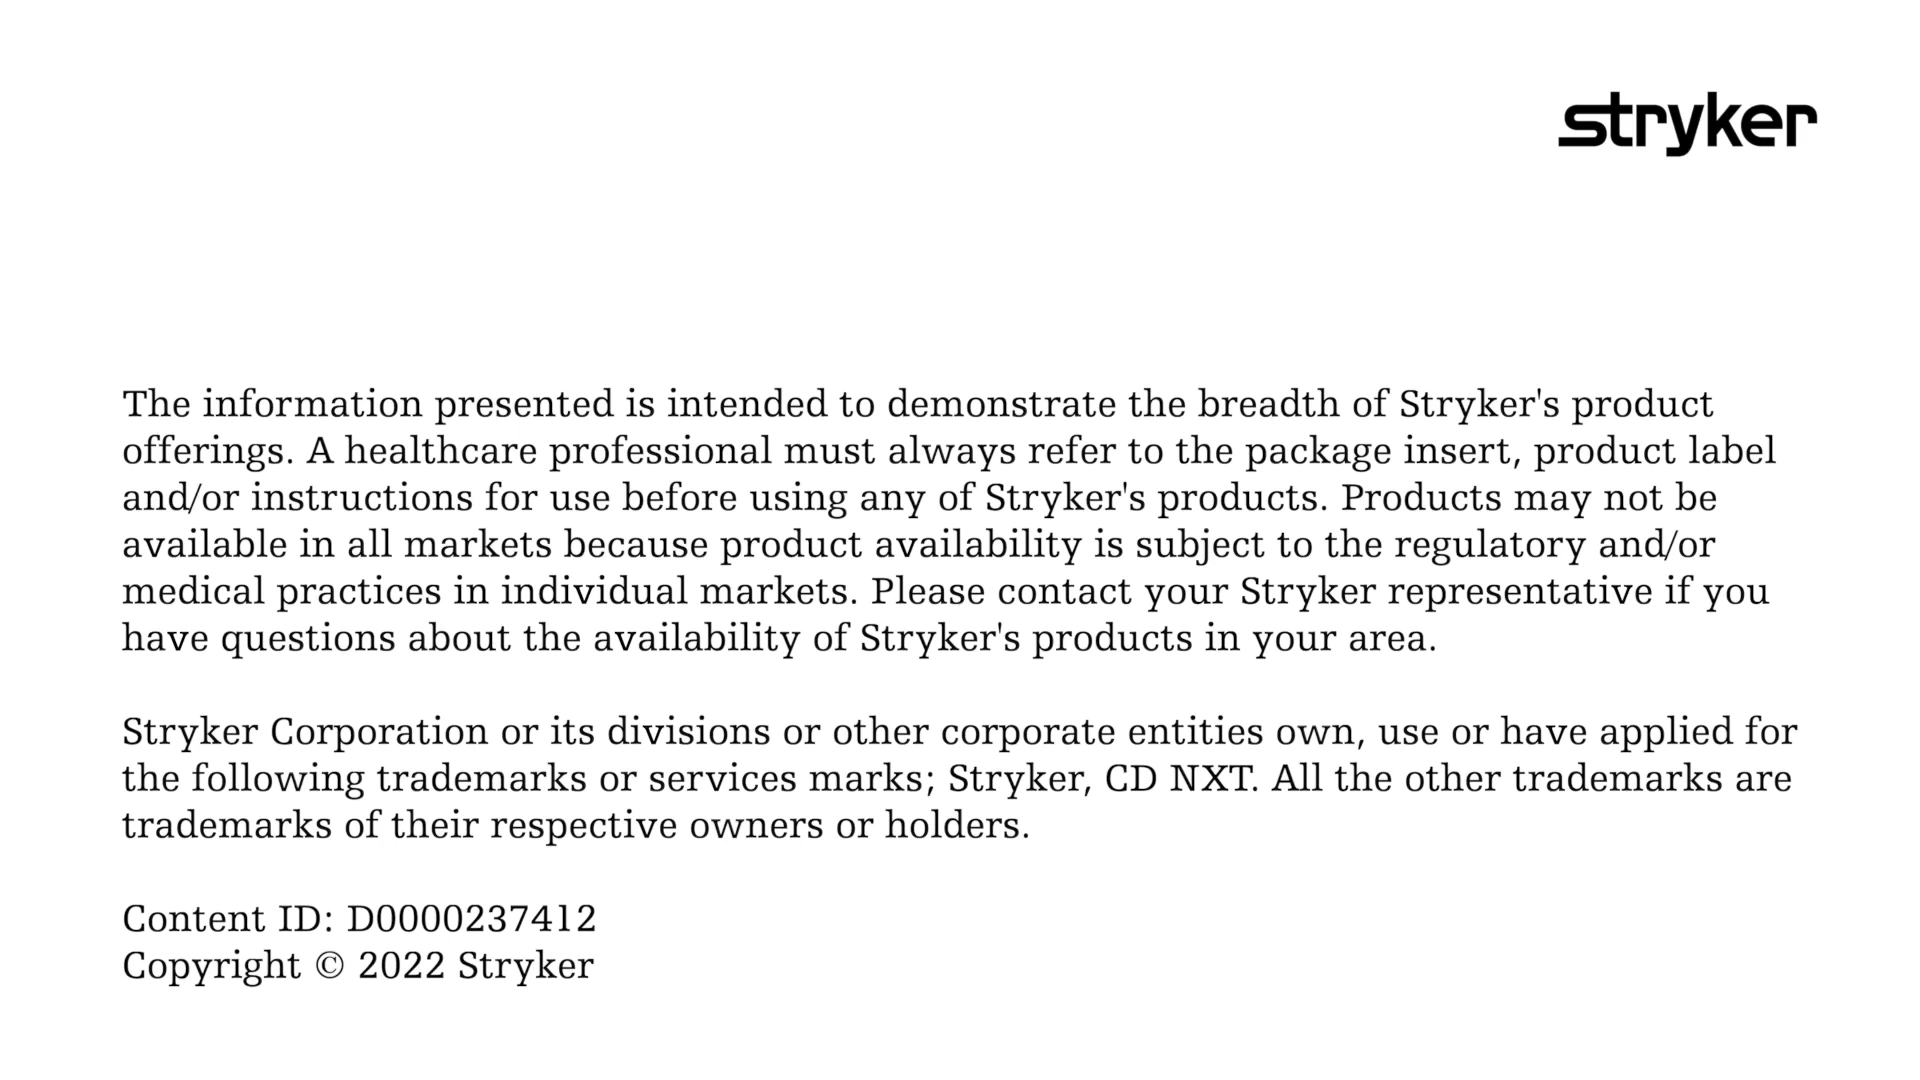 stryker
The information presented is intended to demonstrate the breadth of Stryker's product
offerings. A healthcare professional must always refer to the package insert, product label
and/or instructions for use before using any of Stryker's products. Products may not be
available in all markets because product availability is subject to the regulatory and/or
medical practices in individual markets. Please contact your Stryker representative if you
have questions about the availability of Stryker's products in your area.
Stryker Corporation or its divisions or other corporate entities own, use or have applied for
the following trademarks or services marks; Stryker, CD NXT. All the other trademarks are
trademarks of their respective owners or holders.
Content ID: D0000237412
Copyright © 2022 Stryker